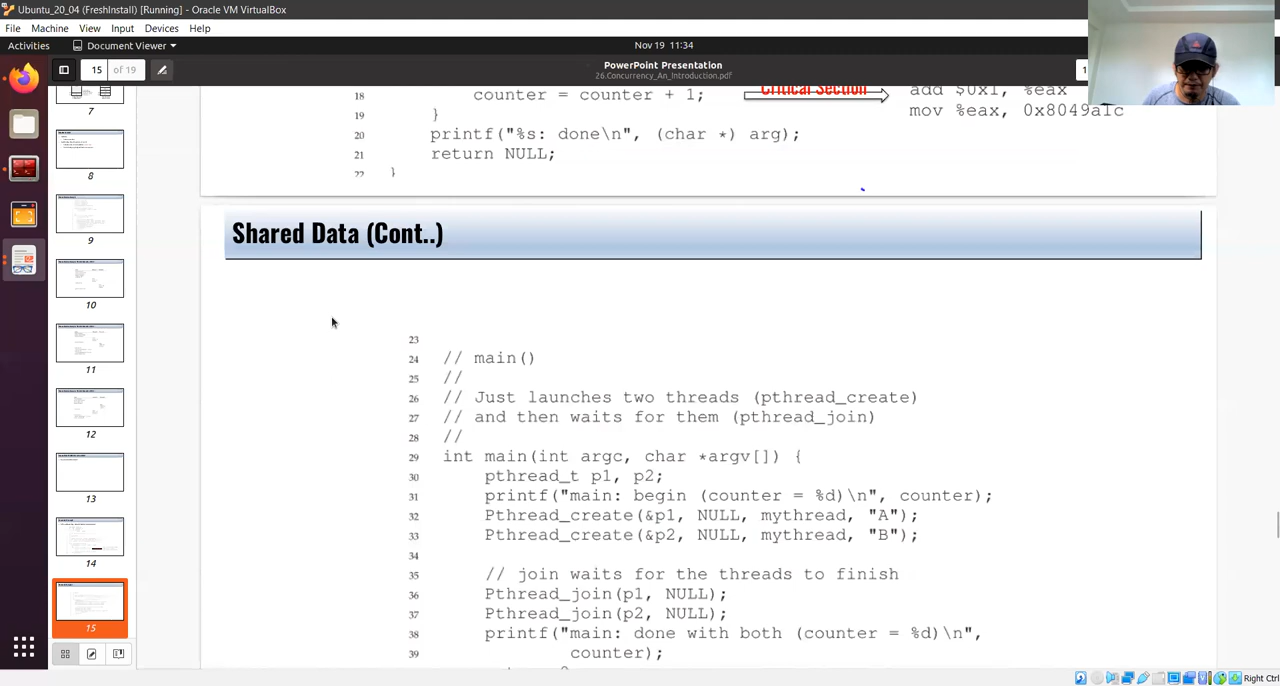 Ubuntu_20_04 (FreshInstall) [Running] - Oracle VM VirtualBox
File Machine View Input Devices Help
Activities Document Viewer Nov 19 11:34
15 of 19
PowerPoint Presentation
26.Concurrency_An_Introduction.pdf
1
18 counter = counter + 1; Critical Section add $0x1, %eax
19 } mov %eax, 0x8049a1c
20 printf("%s: done\n", (char *) arg);
21 return NULL;
22 }
7
8
9
10
11
12
13
14
15
Shared Data (Cont..)
23
24 // main()
25 //
26 // Just launches two threads (pthread_create)
27 // and then waits for them (pthread_join)
28 //
29 int main(int argc, char *argv[]) {
30 pthread_t p1, p2;
31 printf("main: begin (counter = %d)\n", counter);
32 Pthread_create(&p1, NULL, mythread, "A");
33 Pthread_create(&p2, NULL, mythread, "B");
34
35 // join waits for the threads to finish
36 Pthread_join(p1, NULL);
37 Pthread_join(p2, NULL);
38 printf("main: done with both (counter = %d)\n",
39 counter);
Right Ctrl